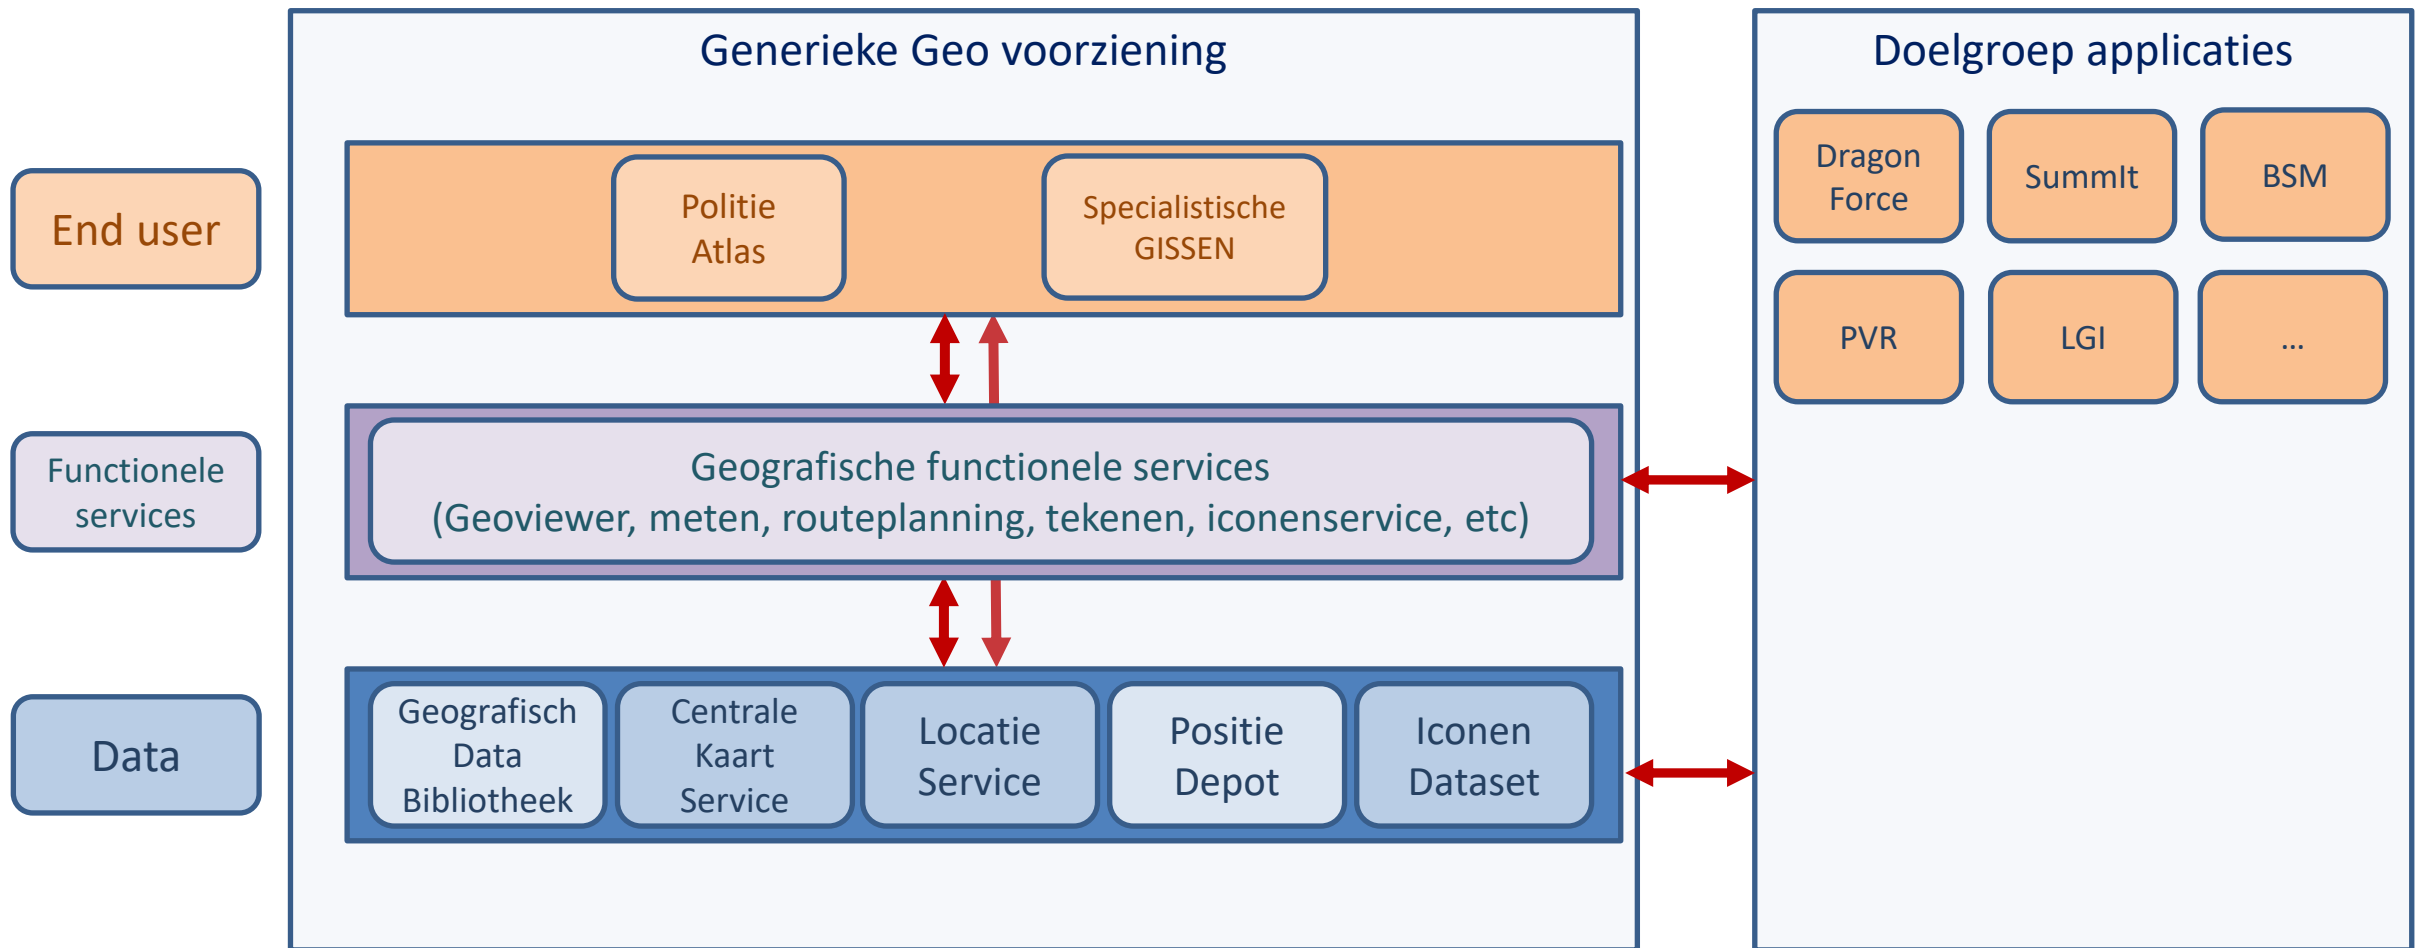 Generieke Geo voorziening
Doelgroep applicaties
End user
Politie
Atlas
Specialistische
GISSEN
Dragon
Force
SummIt
BSM
PVR
LGI
...
Functionele
services
Geografische functionele services
(Geoviewer, meten, routeplanning, tekenen, iconenservice, etc)
Data
Geografisch
Data
Bibliotheek
Centrale
Kaart
Service
Locatie
Service
Positie
Depot
Iconen
Dataset